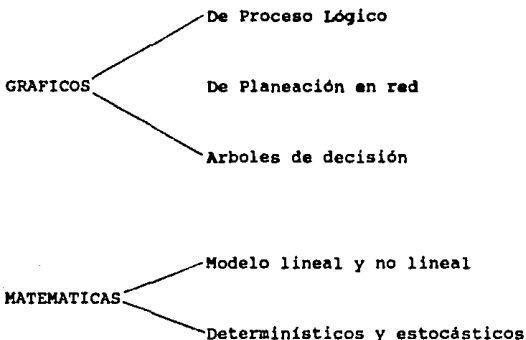 De Proceso Lógico
GRAFICOS
De Planeación en red
Arboles de decisión
Modelo lineal y no lineal
MATEMATICAS
Determinísticos y estocásticos